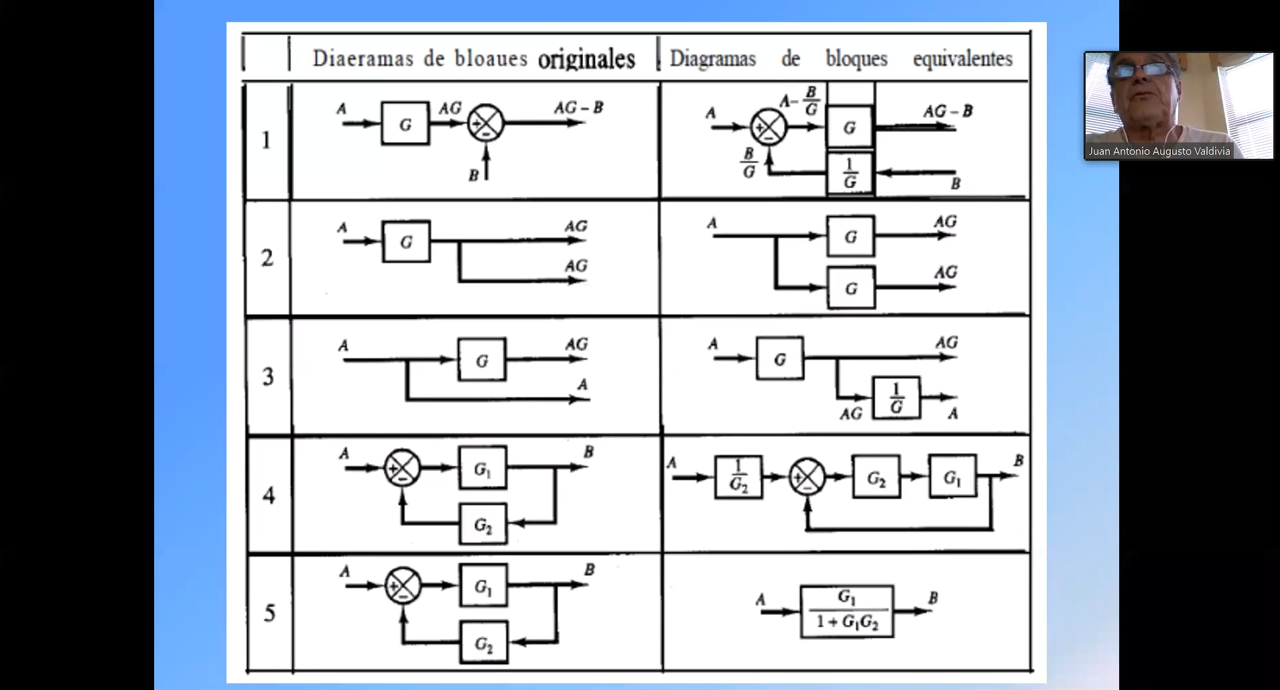 Diaeramas de bloaues originales
Diagramas de bloques equivalentes
1
A
G
AG
+
−
B
AG − B
A
+
−
A − B/G
G
AG − B
B/G
1/G
B
2
A
G
AG
AG
A
G
AG
G
AG
3
A
G
AG
A
A
G
AG
AG
1/G
A
4
A
+
−
G₁
B
G₂
A
1/G₂
+
−
G₂
G₁
B
5
A
+
−
G₁
B
G₂
A
G₁
1 + G₁G₂
B
Juan Antonio Augusto Valdivia